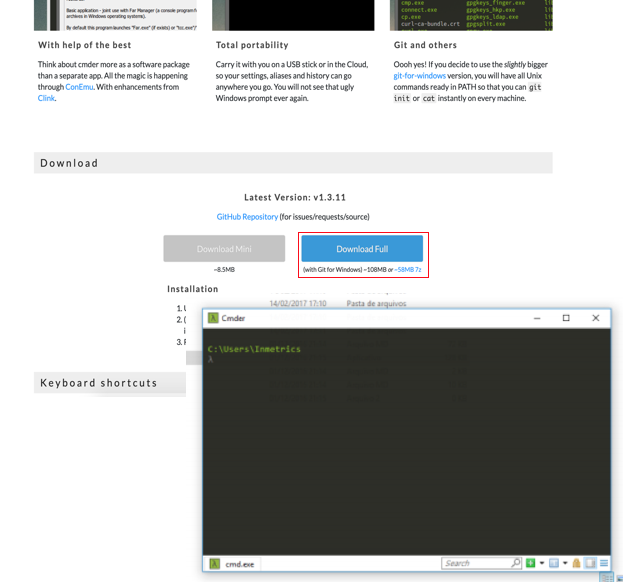 Basic application - joint use with Far Manager (a console program f
archives in Windows operating systems).
By default this program launches "Far.exe" (if exists) or "tcc.exe"/"
cmp.exe gpgkeys_finger.exe
connect.exe gpgkeys_hkp.exe
cp.exe gpgkeys_ldap.exe
curl-ca-bundle.crt gpgsplit.exe
With help of the best
Think about cmder more as a software package
than a separate app. All the magic is happening
through ConEmu. With enhancements from
Clink.
Total portability
Carry it with you on a USB stick or in the Cloud,
so your settings, aliases and history can go
anywhere you go. You will not see that ugly
Windows prompt ever again.
Git and others
Oooh yes! If you decide to use the slightly bigger
git-for-windows version, you will have all Unix
commands ready in PATH so that you can git
init or cat instantly on every machine.
Download
Latest Version: v1.3.11
GitHub Repository (for issues/requests/source)
Download Mini
~8.5MB
Download Full
(with Git for Windows) ~108MB or ~58MB 7z
Installation
1. U
2. (
i
3. F
14/02/2017 17:10 Pasta de arquivos
Keyboard shortcuts
Cmder
C:\Users\Inmetrics
λ
cmd.exe
Search